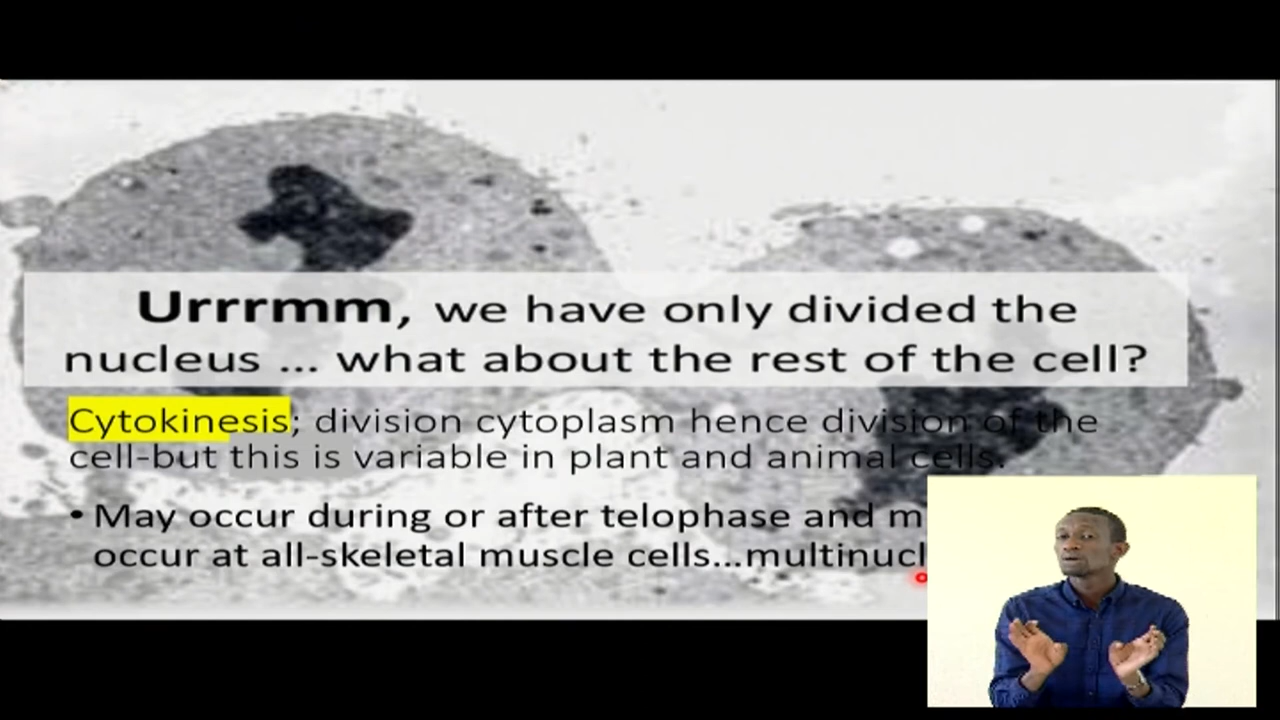 Urrrmm, we have only divided the
nucleus ... what about the rest of the cell?
Cytokinesis; division cytoplasm hence division of the
cell-but this is variable in plant and animal cells.
• May occur during or after telophase and
occur at all-skeletal muscle cells...